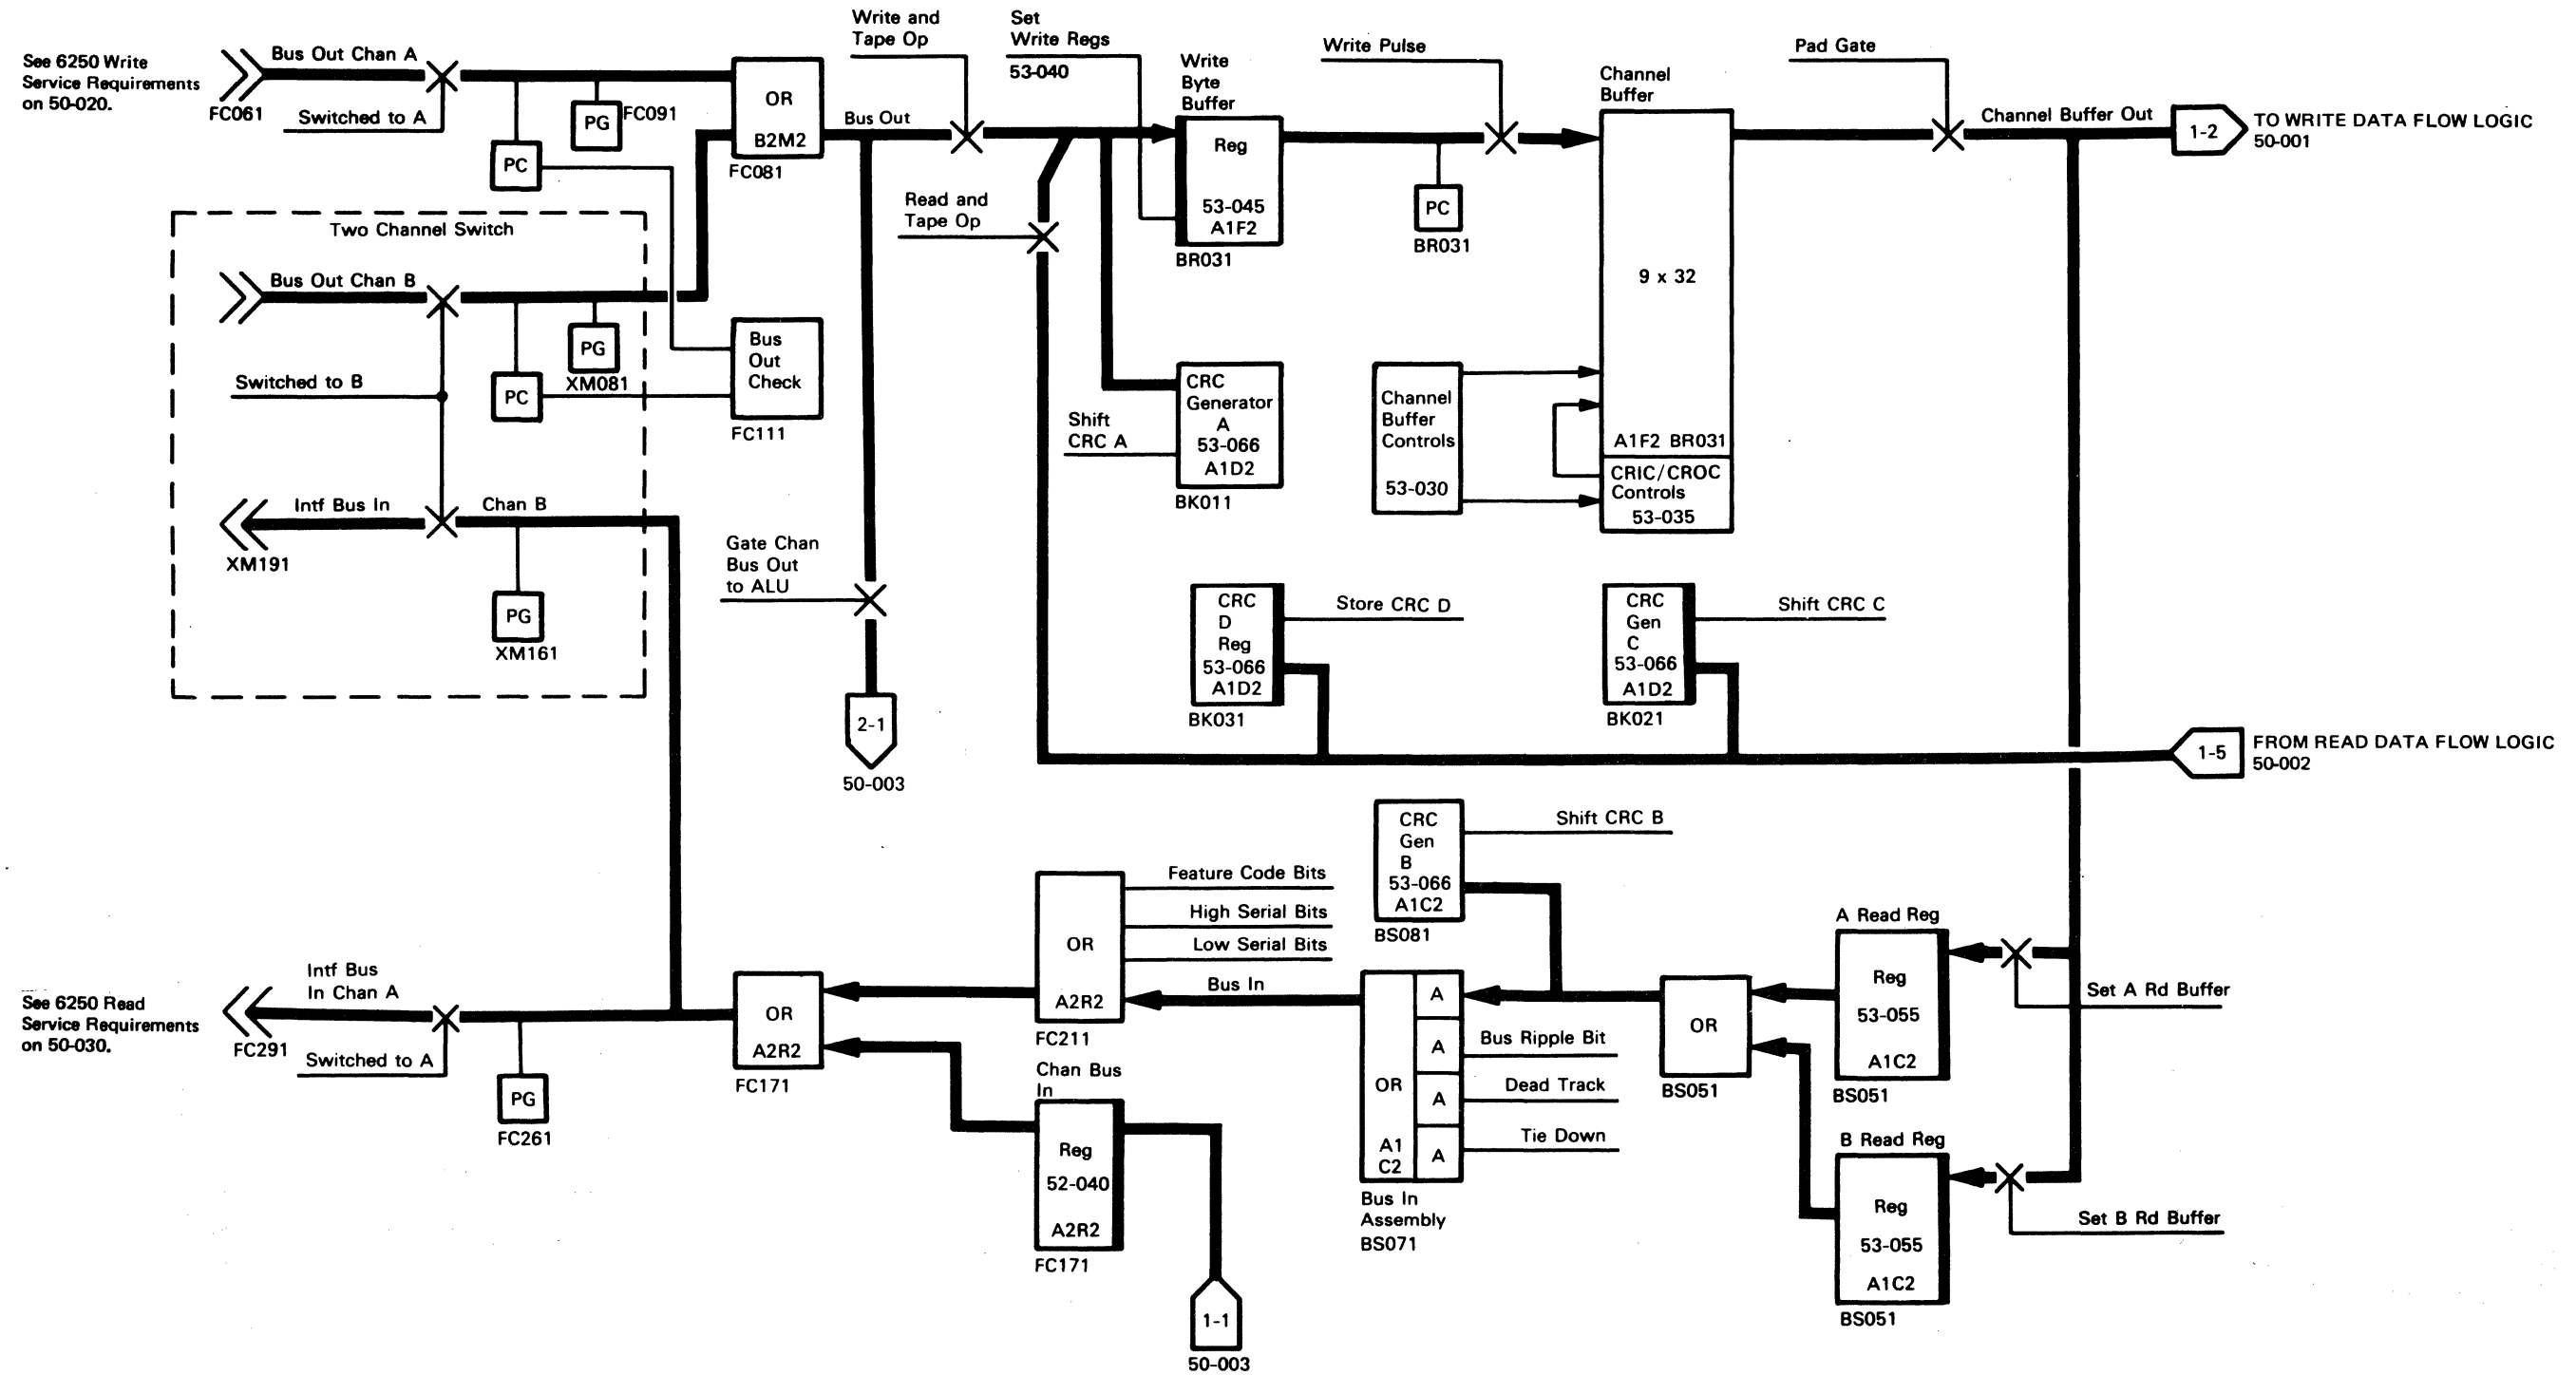 See 6250 Write
Service Requirements
on 50-020.
Bus Out Chan A
FC061
Switched to A
PG
FC091
PC
OR
B2M2
FC081
Bus Out
Write and
Tape Op
Set
Write Regs
53-040
Write
Byte
Buffer
Reg
53-045
A1F2
BR031
Write Pulse
PC
BR031
Channel
Buffer
9 x 32
A1F2 BR031
CRIC/CROC
Controls
53-035
Pad Gate
Channel Buffer Out
1-2
TO WRITE DATA FLOW LOGIC
50-001
Read and
Tape Op
Two Channel Switch
Bus Out Chan B
PG
XM081
PC
Switched to B
Bus
Out
Check
FC111
Intf Bus In
XM191
Chan B
PG
XM161
Shift
CRC A
CRC
Generator
A
53-066
A1D2
BK011
Channel
Buffer
Controls
53-030
Gate Chan
Bus Out
to ALU
2-1
50-003
CRC
D
Reg
53-066
A1D2
BK031
Store CRC D
CRC
Gen
C
53-066
A1D2
BK021
Shift CRC C
1-5
FROM READ DATA FLOW LOGIC
50-002
CRC
Gen
B
53-066
A1C2
BS081
Shift CRC B
See 6250 Read
Service Requirements
on 50-030.
Intf Bus
In Chan A
FC291
Switched to A
PG
FC261
OR
A2R2
FC171
OR
A2R2
FC211
Feature Code Bits
High Serial Bits
Low Serial Bits
Bus In
Chan Bus
In
Reg
52-040
A2R2
FC171
1-1
50-003
OR
A1
C2
A
A
A
A
Bus In
Assembly
BS071
Bus Ripple Bit
Dead Track
Tie Down
OR
BS051
A Read Reg
Reg
53-055
A1C2
BS051
Set A Rd Buffer
B Read Reg
Reg
53-055
A1C2
BS051
Set B Rd Buffer